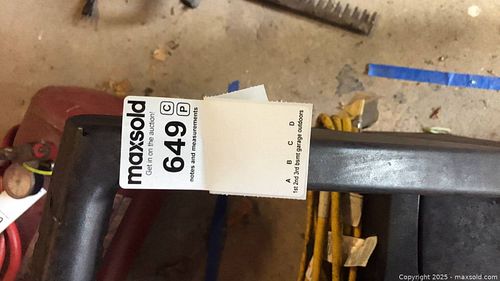 maxsold
Get in on the auction!
649
C
P
notes and measurements
A B C D
1st 2nd 3rd bsmt garage outdoors
Copyright © 2025 - maxsold.com